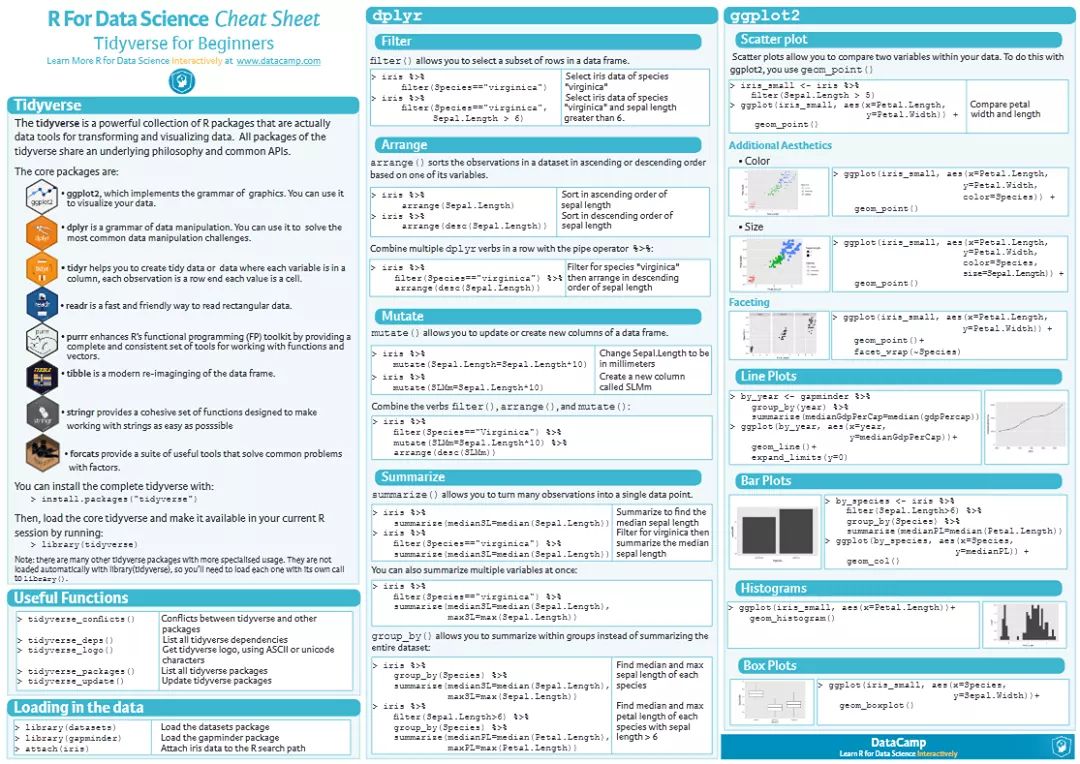 R For Data Science Cheat Sheet
Tidyverse for Beginners
Learn More R for Data Science Interactively at www.datacamp.com
Tidyverse
The tidyverse is a powerful collection of R packages that are actually
data tools for transforming and visualizing data. All packages of the
tidyverse share an underlying philosophy and common APIs.
The core packages are:
ggplot2
• ggplot2, which implements the grammar of graphics. You can use it
to visualize your data.
dplyr
• dplyr is a grammar of data manipulation. You can use it to solve the
most common data manipulation challenges.
tidyr
• tidyr helps you to create tidy data or data where each variable is in a
column, each observation is a row end each value is a cell.
readr
• readr is a fast and friendly way to read rectangular data.
purrr
• purrr enhances R's functional programming (FP) toolkit by providing a
complete and consistent set of tools for working with functions and
vectors.
TIBBLE
• tibble is a modern re-imaginging of the data frame.
stringr
• stringr provides a cohesive set of functions designed to make
working with strings as easy as posssible
• forcats provide a suite of useful tools that solve common problems
with factors.
You can install the complete tidyverse with:
> install.packages("tidyverse")
Then, load the core tidyverse and make it available in your current R
session by running:
> library(tidyverse)
Note: there are many other tidyverse packages with more specialised usage. They are not
loaded automatically with library(tidyverse), so you'll need to load each one with its own call
to library().
Useful Functions
> tidyverse_conflicts() Conflicts between tidyverse and other
packages
> tidyverse_deps() List all tidyverse dependencies
> tidyverse_logo() Get tidyverse logo, using ASCII or unicode
characters
> tidyverse_packages() List all tidyverse packages
> tidyverse_update() Update tidyverse packages
Loading in the data
> library(datasets) Load the datasets package
> library(gapminder) Load the gapminder package
> attach(iris) Attach iris data to the R search path
dplyr
Filter
filter() allows you to select a subset of rows in a data frame.
> iris %>% Select iris data of species
filter(Species=="virginica") "virginica"
> iris %>% Select iris data of species
filter(Species=="virginica", "virginica" and sepal length
Sepal.Length > 6) greater than 6.
Arrange
arrange() sorts the observations in a dataset in ascending or descending order
based on one of its variables.
> iris %>% Sort in ascending order of
arrange(Sepal.Length) sepal length
> iris %>% Sort in descending order of
arrange(desc(Sepal.Length)) sepal length
Combine multiple dplyr verbs in a row with the pipe operator %>%:
> iris %>% Filter for species "virginica"
filter(Species=="virginica") %>% then arrange in descending
arrange(desc(Sepal.Length)) order of sepal length
Mutate
mutate() allows you to update or create new columns of a data frame.
> iris %>% Change Sepal.Length to be
mutate(Sepal.Length=Sepal.Length*10) in millimeters
> iris %>% Create a new column
mutate(SLMm=Sepal.Length*10) called SLMm
Combine the verbs filter(), arrange(), and mutate():
> iris %>%
filter(Species=="Virginica") %>%
mutate(SLMm=Sepal.Length*10) %>%
arrange(desc(SLMm))
Summarize
summarize() allows you to turn many observations into a single data point.
> iris %>% Summarize to find the
summarize(medianSL=median(Sepal.Length)) median sepal length
> iris %>% Filter for virginica then
filter(Species=="virginica") %>% summarize the median
summarize(medianSL=median(Sepal.Length)) sepal length
You can also summarize multiple variables at once:
> iris %>%
filter(Species=="virginica") %>%
summarize(medianSL=median(Sepal.Length),
maxSL=max(Sepal.Length))
group_by() allows you to summarize within groups instead of summarizing the
entire dataset:
> iris %>% Find median and max
group_by(Species) %>% sepal length of each
summarize(medianSL=median(Sepal.Length), species
maxSL=max(Sepal.Length))
> iris %>% Find median and max
filter(Sepal.Length>6) %>% petal length of each
group_by(Species) %>% species with sepal
summarize(medianPL=median(Petal.Length), length > 6
maxPL=max(Petal.Length))
ggplot2
Scatter plot
Scatter plots allow you to compare two variables within your data. To do this with
ggplot2, you use geom_point()
> iris_small <- iris %>%
filter(Sepal.Length > 5)
> ggplot(iris_small, aes(x=Petal.Length, Compare petal
y=Petal.Width)) + width and length
geom_point()
Additional Aesthetics
• Color
> ggplot(iris_small, aes(x=Petal.Length,
y=Petal.Width,
color=Species)) +
geom_point()
• Size
> ggplot(iris_small, aes(x=Petal.Length,
y=Petal.Width,
color=Species,
size=Sepal.Length)) +
geom_point()
Faceting
> ggplot(iris_small, aes(x=Petal.Length,
y=Petal.Width)) +
geom_point()+
facet_wrap(~Species)
Line Plots
> by_year <- gapminder %>%
group_by(year) %>%
summarize(medianGdpPerCap=median(gdpPercap))
> ggplot(by_year, aes(x=year,
y=medianGdpPerCap))+
geom_line()+
expand_limits(y=0)
Bar Plots
> by_species <- iris %>%
filter(Sepal.Length>6) %>%
group_by(Species) %>%
summarize(medianPL=median(Petal.Length))
> ggplot(by_species, aes(x=Species,
y=medianPL)) +
geom_col()
Histograms
> ggplot(iris_small, aes(x=Petal.Length))+
geom_histogram()
Box Plots
> ggplot(iris_small, aes(x=Species,
y=Sepal.Width))+
geom_boxplot()
DataCamp
Learn R for Data Science Interactively